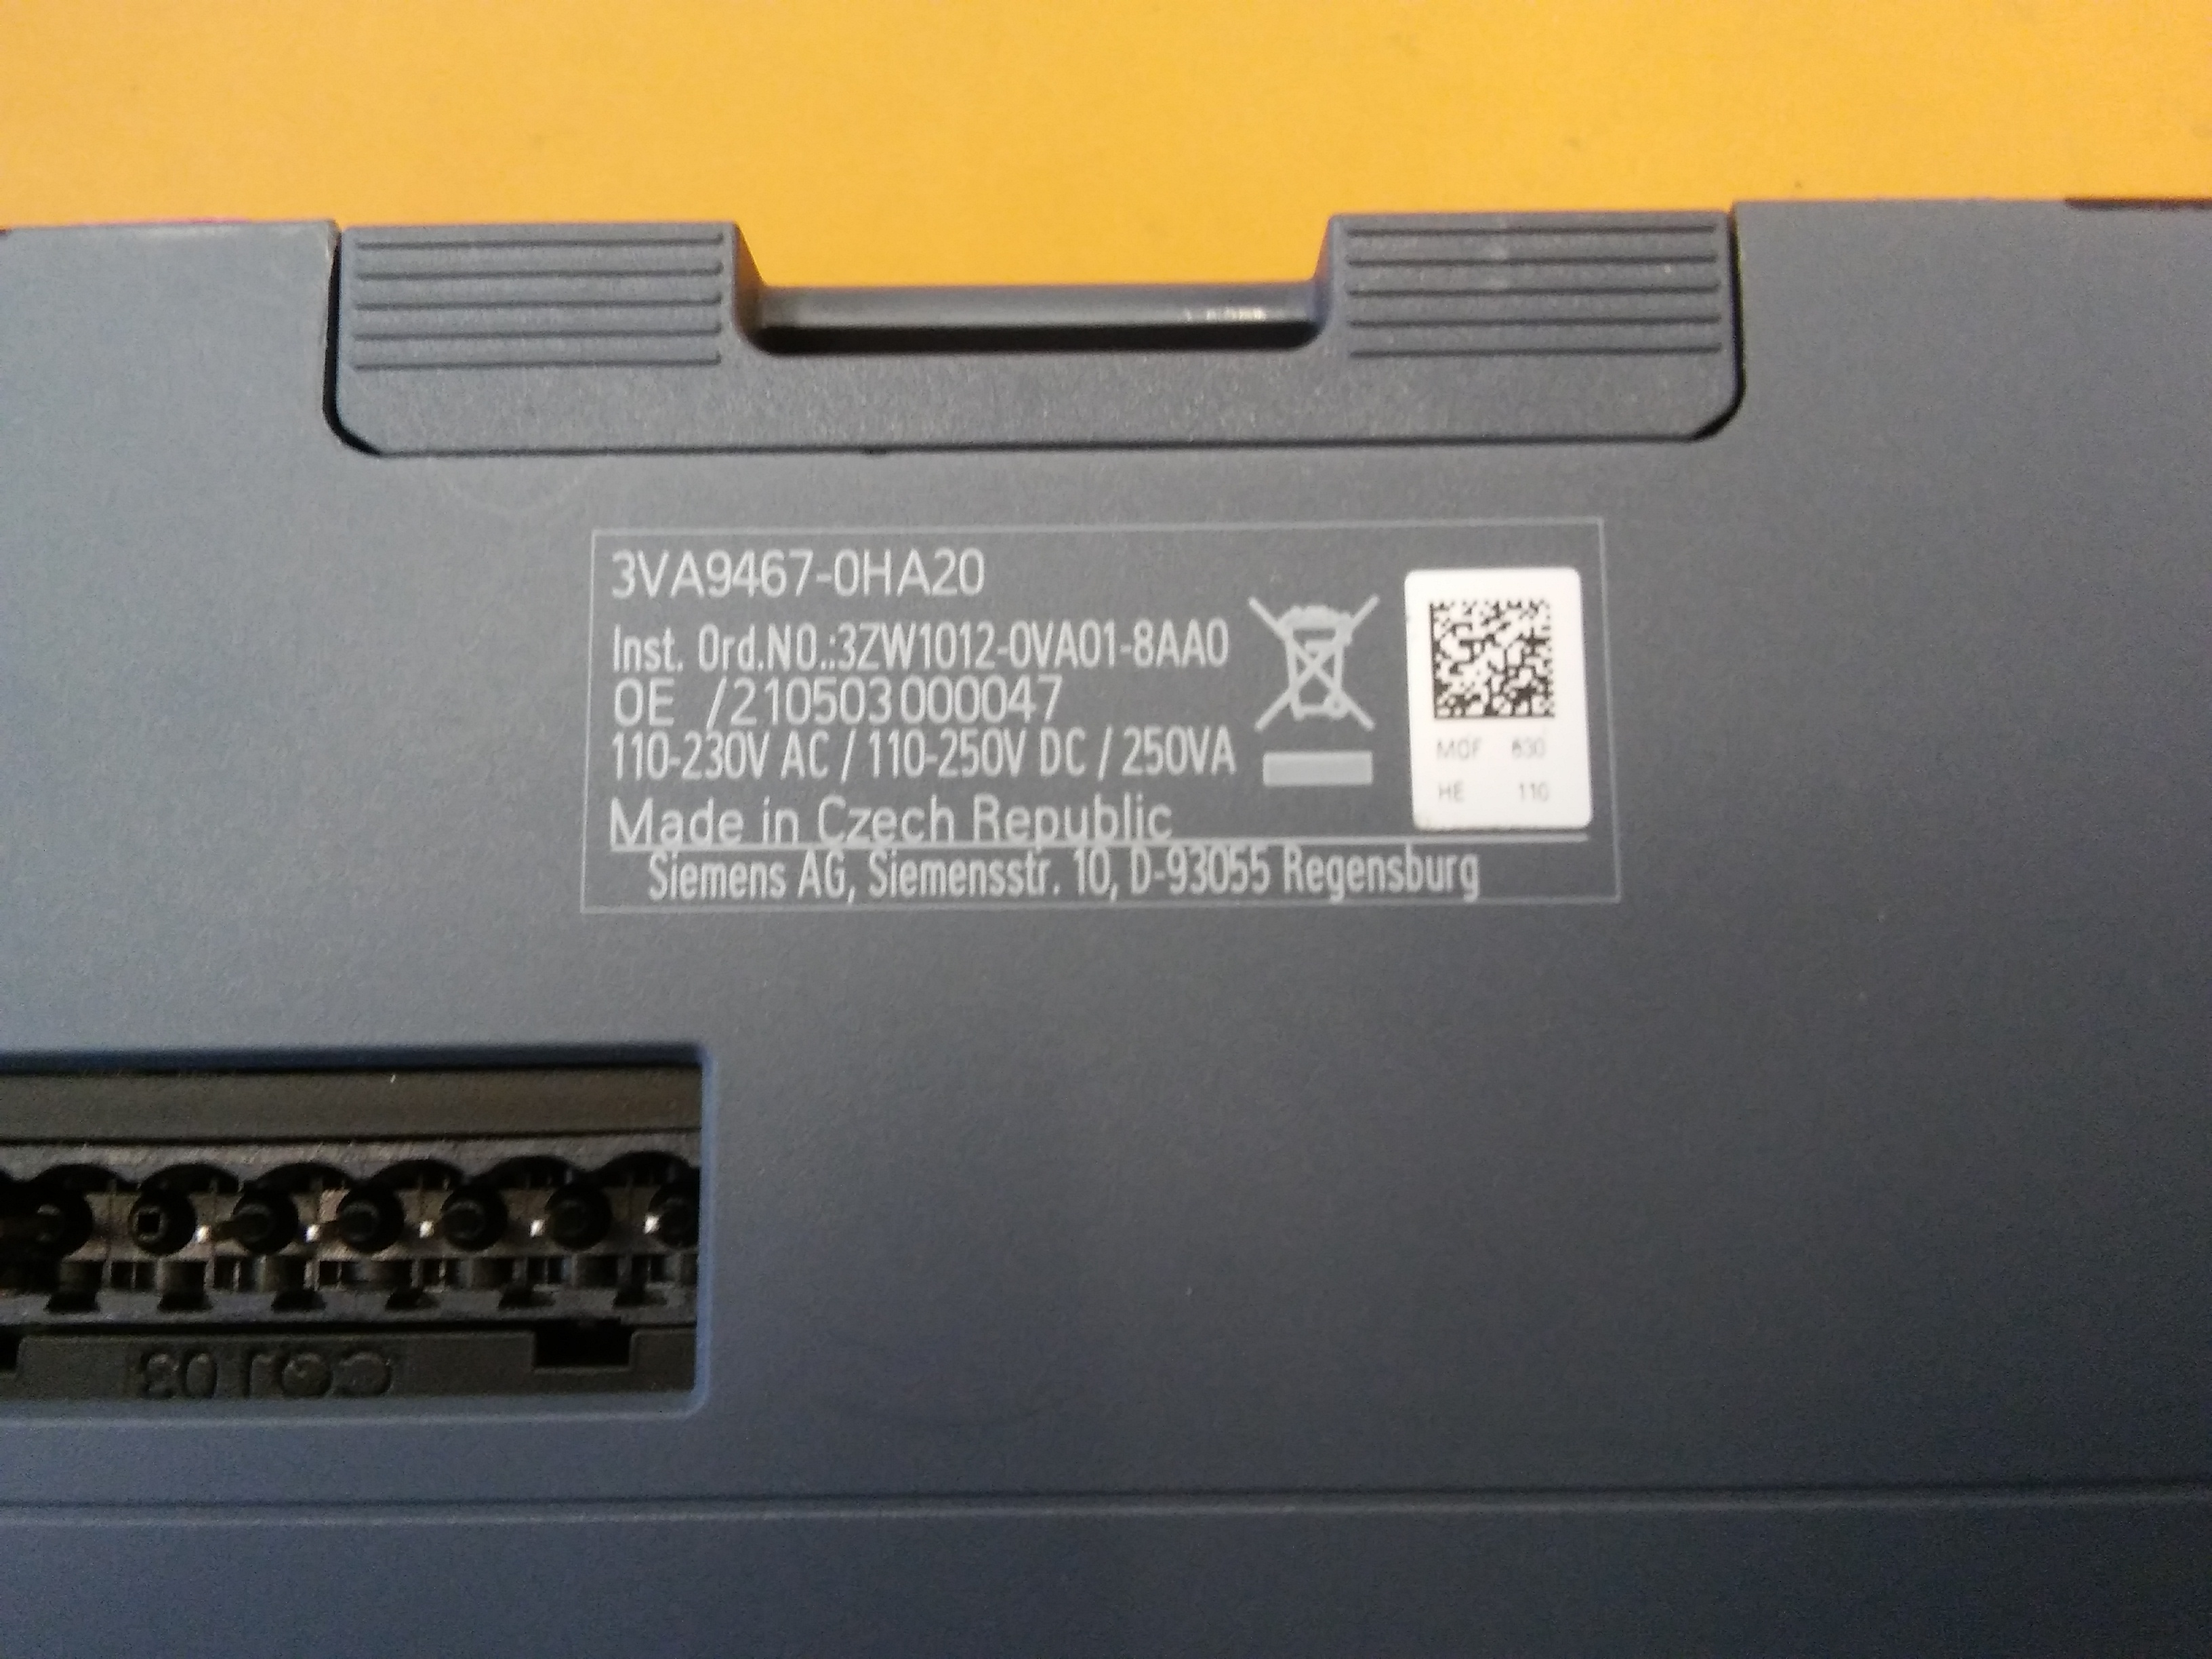 3VA9467-0HA20
Inst. Ord.NO.:3ZW1012-0VA01-8AA0
OE /210503000047
110-230V AC / 110-250V DC / 250VA
Made in Czech Republic
Siemens AG, Siemensstr. 10, D-93055 Regensburg
HE 110